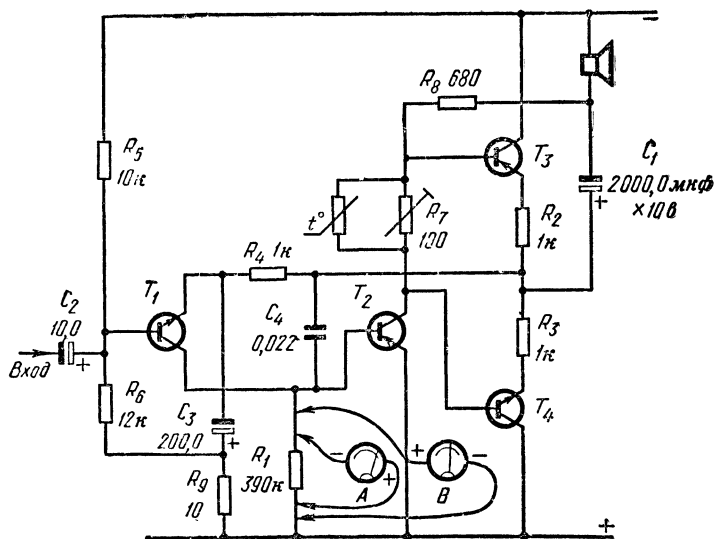 −
R₈ 680
R₅
10к
T₃
C₁
2000,0 мкф
×10в
t°
R₇
100
R₂
1к
R₄ 1к
T₁
C₂
10,0
+
Вход
C₄
0,022
T₂
R₃
1к
R₆
12к
C₃
200,0
+
T₄
R₁
390к
R₉
10
− + A
+ − B
+